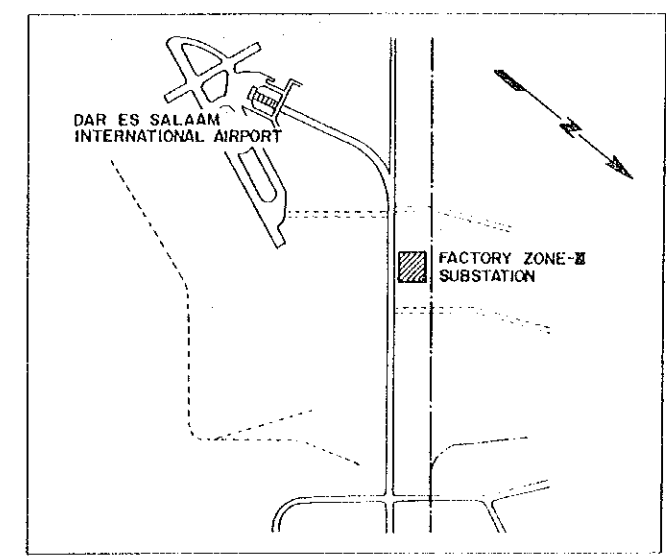 DAR ES SALAAM
INTERNATIONAL AIRPORT
N
FACTORY ZONE-III
SUBSTATION